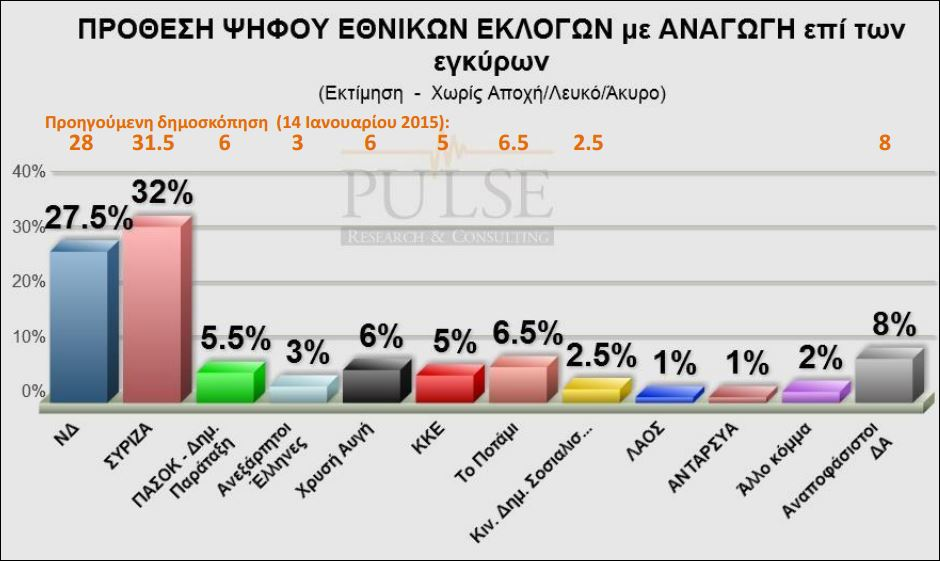 ΠΡΟΘΕΣΗ ΨΗΦΟΥ ΕΘΝΙΚΩΝ ΕΚΛΟΓΩΝ με ΑΝΑΓΩΓΗ επί των
εγκύρων
(Εκτίμηση - Χωρίς Αποχή/Λευκό/Άκυρο)
Προηγούμενη δημοσκόπηση (14 Ιανουαρίου 2015):
28 31.5 6 3 6 5 6.5 2.5 8
PULSE
RESEARCH & CONSULTING
40%
30%
20%
10%
0%
27.5% 32% 5.5% 3% 6% 5% 6.5% 2.5% 1% 1% 2% 8%
ΝΔ
ΣΥΡΙΖΑ
ΠΑΣΟΚ - Δημ.
Παράταξη
Ανεξάρτητοι
Έλληνες
Χρυσή Αυγή
ΚΚΕ
Το Ποτάμι
Κιν. Δημ. Σοσιαλισ...
ΛΑΟΣ
ΑΝΤΑΡΣΥΑ
Άλλο κόμμα
Αναποφάσιστοι
ΔΑ